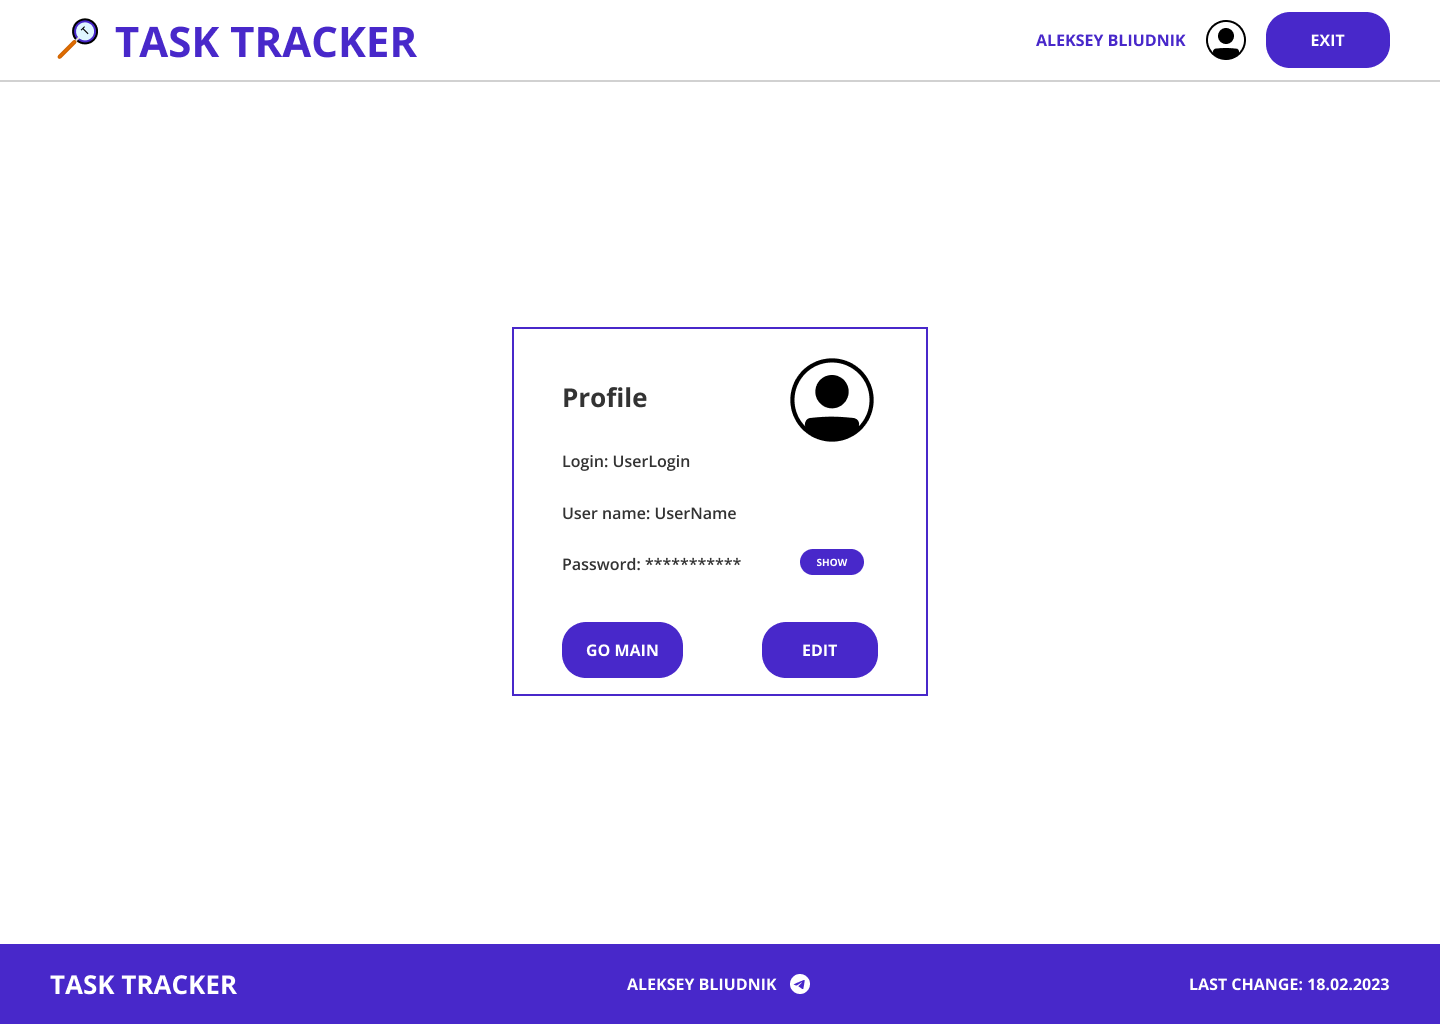 TASK TRACKER
ALEKSEY BLIUDNIK
EXIT
Profile
Login: UserLogin
User name: UserName
Password: ***********
SHOW
GO MAIN
EDIT
TASK TRACKER
ALEKSEY BLIUDNIK
LAST CHANGE: 18.02.2023